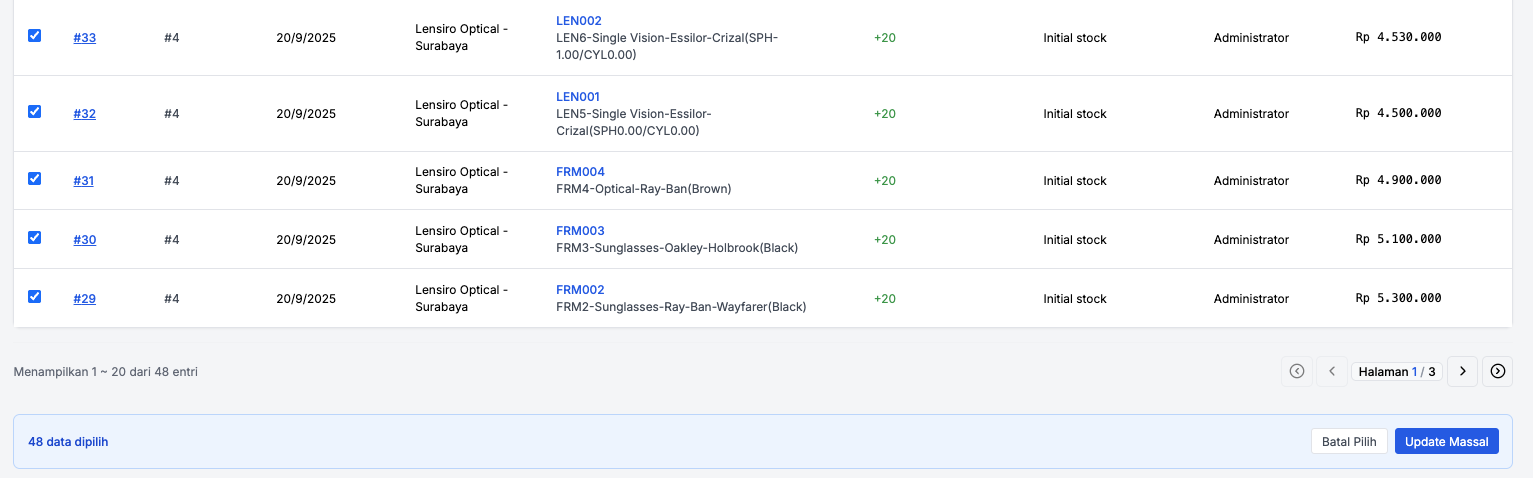 LEN002
#33 #4 20/9/2025 Lensiro Optical - Surabaya LEN6-Single Vision-Essilor-Crizal(SPH-1.00/CYL0.00) +20 Initial stock Administrator Rp 4.530.000
LEN001
#32 #4 20/9/2025 Lensiro Optical - Surabaya LEN5-Single Vision-Essilor-Crizal(SPH0.00/CYL0.00) +20 Initial stock Administrator Rp 4.500.000
FRM004
#31 #4 20/9/2025 Lensiro Optical - Surabaya FRM4-Optical-Ray-Ban(Brown) +20 Initial stock Administrator Rp 4.900.000
FRM003
#30 #4 20/9/2025 Lensiro Optical - Surabaya FRM3-Sunglasses-Oakley-Holbrook(Black) +20 Initial stock Administrator Rp 5.100.000
FRM002
#29 #4 20/9/2025 Lensiro Optical - Surabaya FRM2-Sunglasses-Ray-Ban-Wayfarer(Black) +20 Initial stock Administrator Rp 5.300.000
Menampilkan 1 ~ 20 dari 48 entri
Halaman 1 / 3
48 data dipilih
Batal Pilih
Update Massal